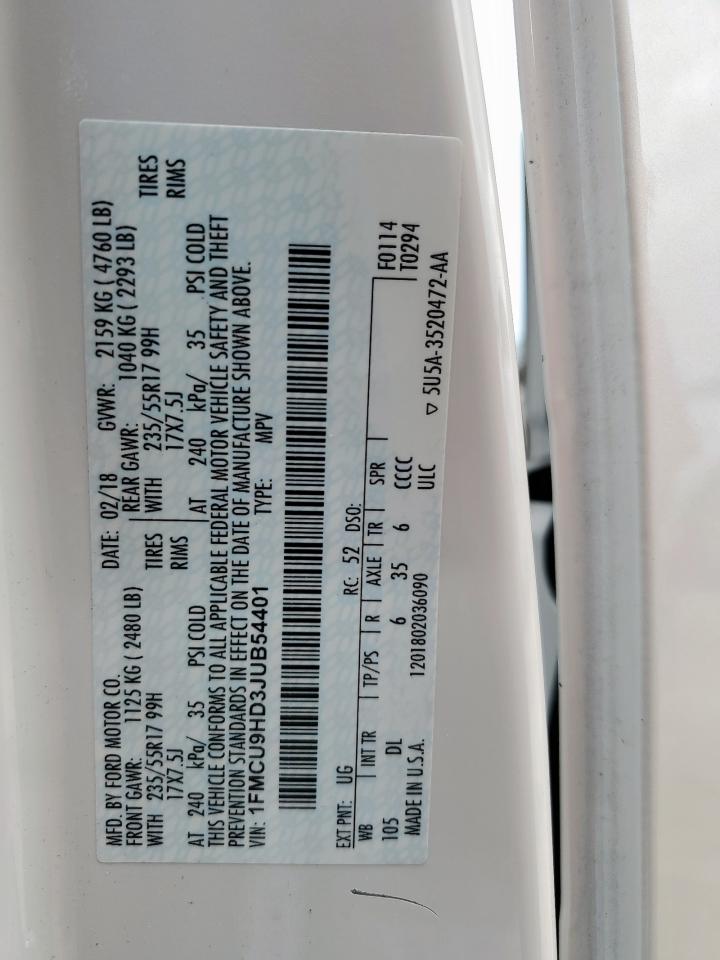 MFD. BY FORD MOTOR CO. DATE: 02/18 GVWR: 2159 KG ( 4760 LB)
FRONT GAWR: 1125 KG ( 2480 LB) REAR GAWR: 1040 KG ( 2293 LB)
WITH 235/55R17 99H TIRES WITH 235/55R17 99H TIRES
17X7.5J RIMS 17X7.5J RIMS
AT 240 kPa/ 35 PSI COLD AT 240 kPa/ 35 PSI COLD
THIS VEHICLE CONFORMS TO ALL APPLICABLE FEDERAL MOTOR VEHICLE SAFETY AND THEFT
PREVENTION STANDARDS IN EFFECT ON THE DATE OF MANUFACTURE SHOWN ABOVE.
VIN: 1FMCU9HD3JUB54401 TYPE: MPV
EXT PNT: UG RC: 52 DSO:
WB INT TR TP/PS R AXLE TR SPR F0114
105 DL 6 35 6 CCCC T0294
MADE IN U.S.A. 1201802036090 ULC
▽ 5U5A-3520472-AA